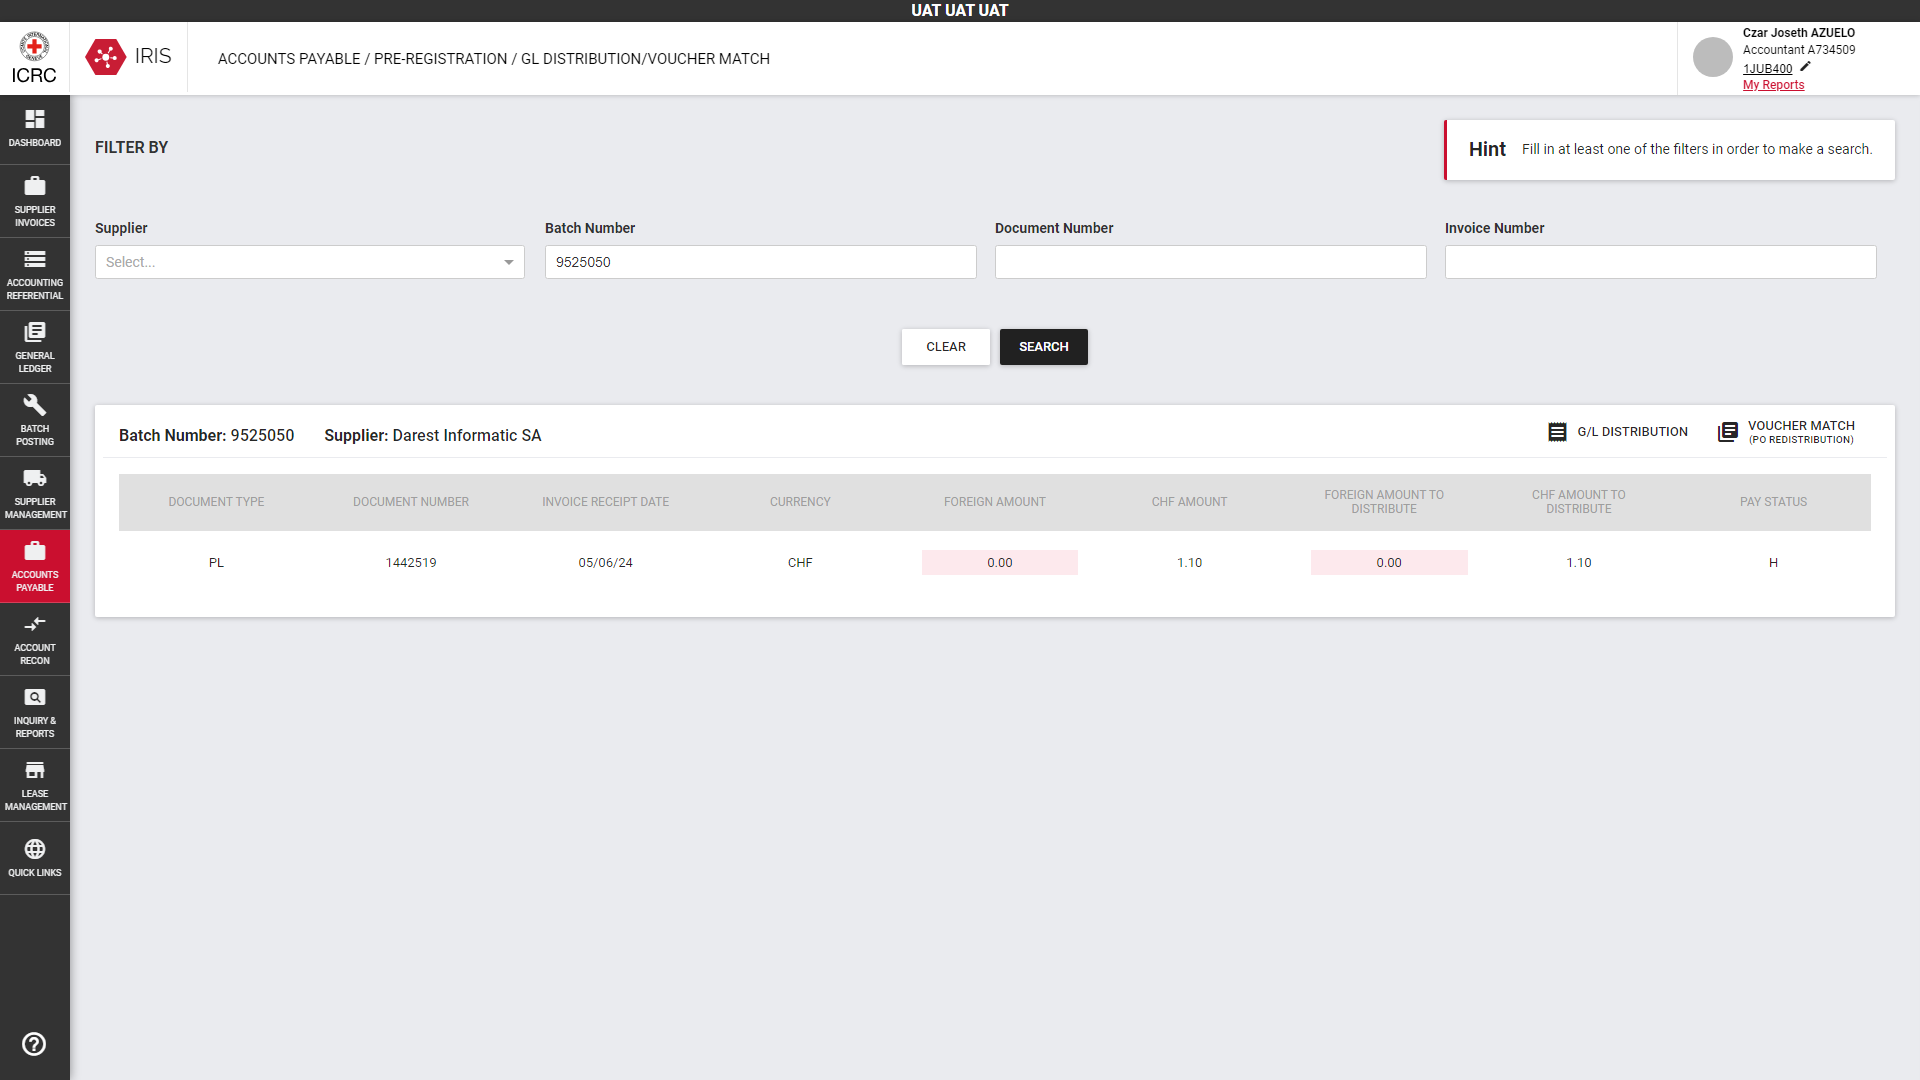 UAT UAT UAT
ICRC
IRIS
ACCOUNTS PAYABLE / PRE-REGISTRATION / GL DISTRIBUTION/VOUCHER MATCH
Czar Joseth AZUELO
Accountant A734509
1JUB400
My Reports
DASHBOARD
SUPPLIER
INVOICES
ACCOUNTING
REFERENTIAL
GENERAL
LEDGER
BATCH
POSTING
SUPPLIER
MANAGEMENT
ACCOUNTS
PAYABLE
ACCOUNT
RECON
INQUIRY &
REPORTS
LEASE
MANAGEMENT
QUICK LINKS
FILTER BY
Hint Fill in at least one of the filters in order to make a search.
Supplier Batch Number Document Number Invoice Number
Select... 9525050
CLEAR SEARCH
Batch Number: 9525050 Supplier: Darest Informatic SA
G/L DISTRIBUTION
VOUCHER MATCH
(PO REDISTRIBUTION)
DOCUMENT TYPE DOCUMENT NUMBER INVOICE RECEIPT DATE CURRENCY FOREIGN AMOUNT CHF AMOUNT FOREIGN AMOUNT TO DISTRIBUTE CHF AMOUNT TO DISTRIBUTE PAY STATUS
PL 1442519 05/06/24 CHF 0.00 1.10 0.00 1.10 H